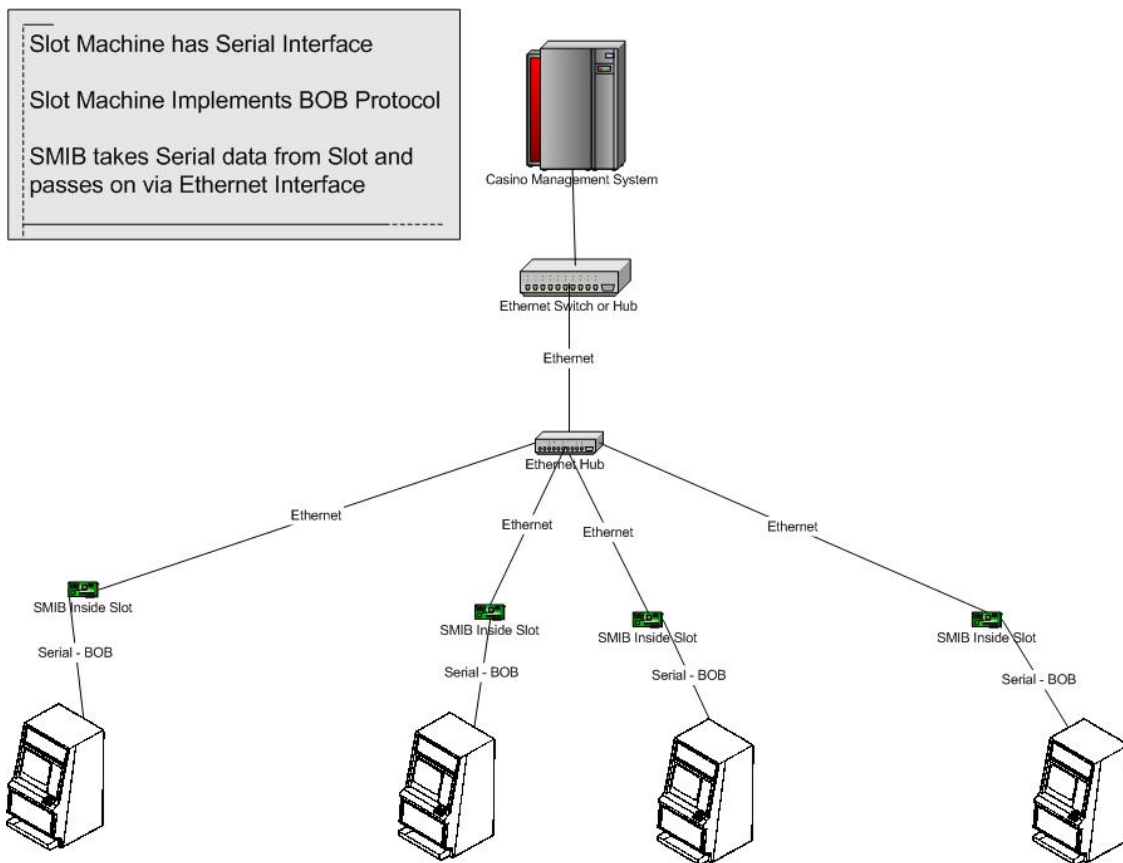 Slot Machine has Serial Interface
Slot Machine Implements BOB Protocol
SMIB takes Serial data from Slot and
passes on via Ethernet Interface
Casino Management System
Ethernet Switch or Hub
Ethernet
Ethernet Hub
Ethernet
Ethernet
Ethernet
Ethernet
SMIB Inside Slot
SMIB Inside Slot
SMIB Inside Slot
SMIB Inside Slot
Serial - BOB
Serial - BOB
Serial - BOB
Serial - BOB